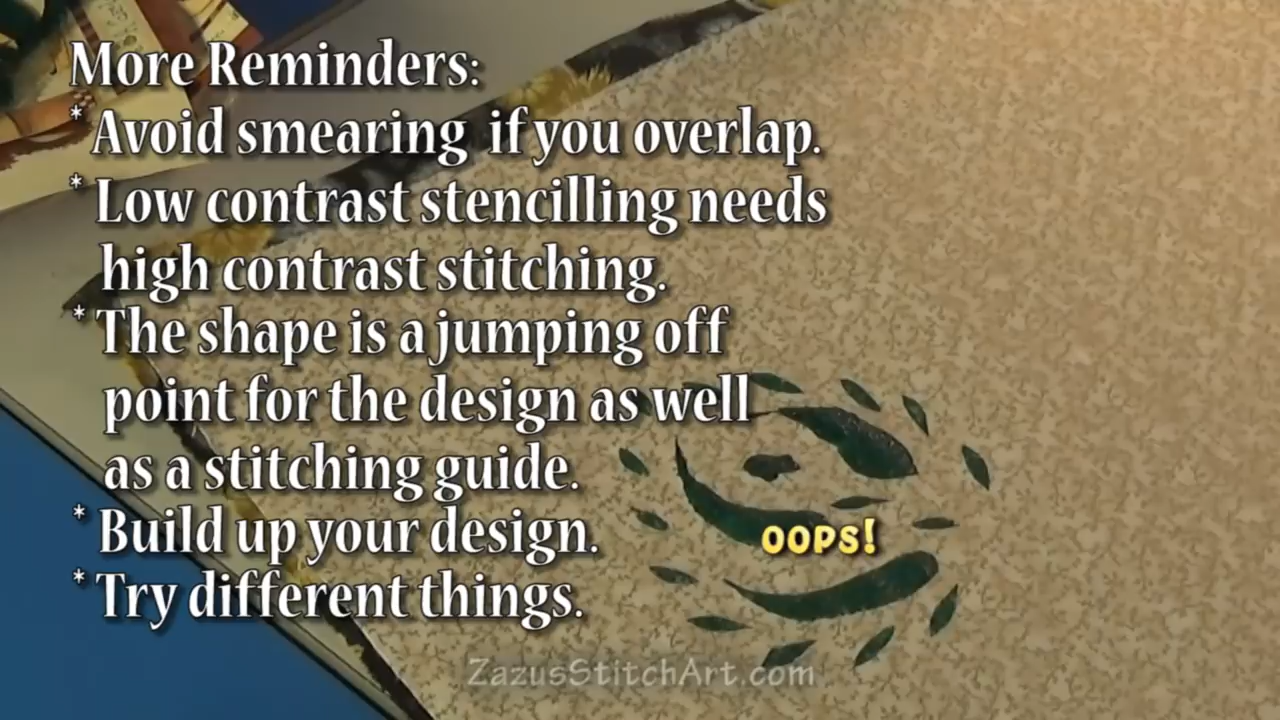 More Reminders:
* Avoid smearing if you overlap.
* Low contrast stencilling needs
high contrast stitching.
* The shape is a jumping off
point for the design as well
as a stitching guide.
* Build up your design.
OOPS!
* Try different things.
ZazusStitchArt.com